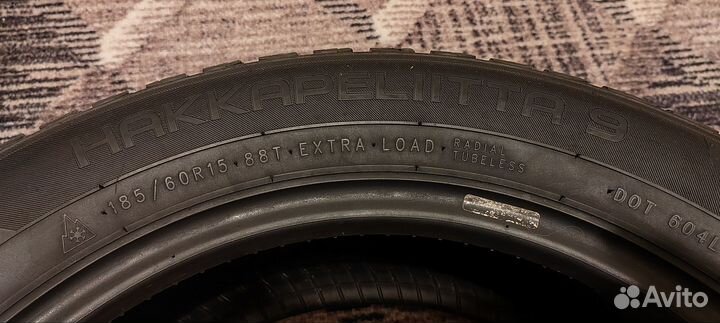 HAKKAPELIITTA 9
185/60R15 88T EXTRA LOAD RADIAL
TUBELESS
DOT 604L
Avito